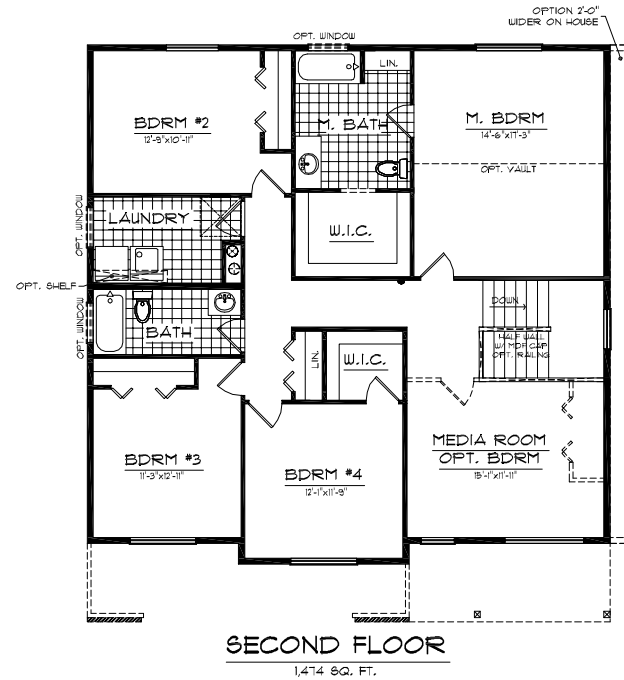 OPTION 2'-0"
WIDER ON HOUSE
OPT. WINDOW
LIN.
BDRM #2
12'-9"x10'-11"
M. BATH
M. BDRM
14'-6"x17'-3"
OPT. VAULT
OPT. WINDOW
LAUNDRY
W.I.C.
OPT. SHELF
DOWN
OPT. WINDOW
BATH
HALF WALL
W/ MDF CAP
OPT. RAILING
LIN.
W.I.C.
MEDIA ROOM
OPT. BDRM
15'-1"x11'-11"
BDRM #3
11'-3"x12'-11"
BDRM #4
12'-1"x11'-9"
SECOND FLOOR
1,474 SQ. FT.